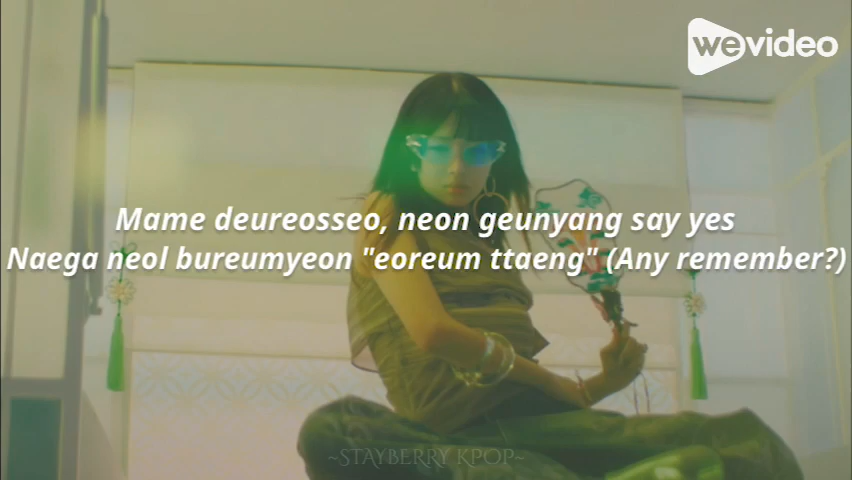 wevideo
Mame deureosseo, neon geunyang say yes
Naega neol bureumyeon "eoreum ttaeng" (Any remember?)
~STAYBERRY KPOP~